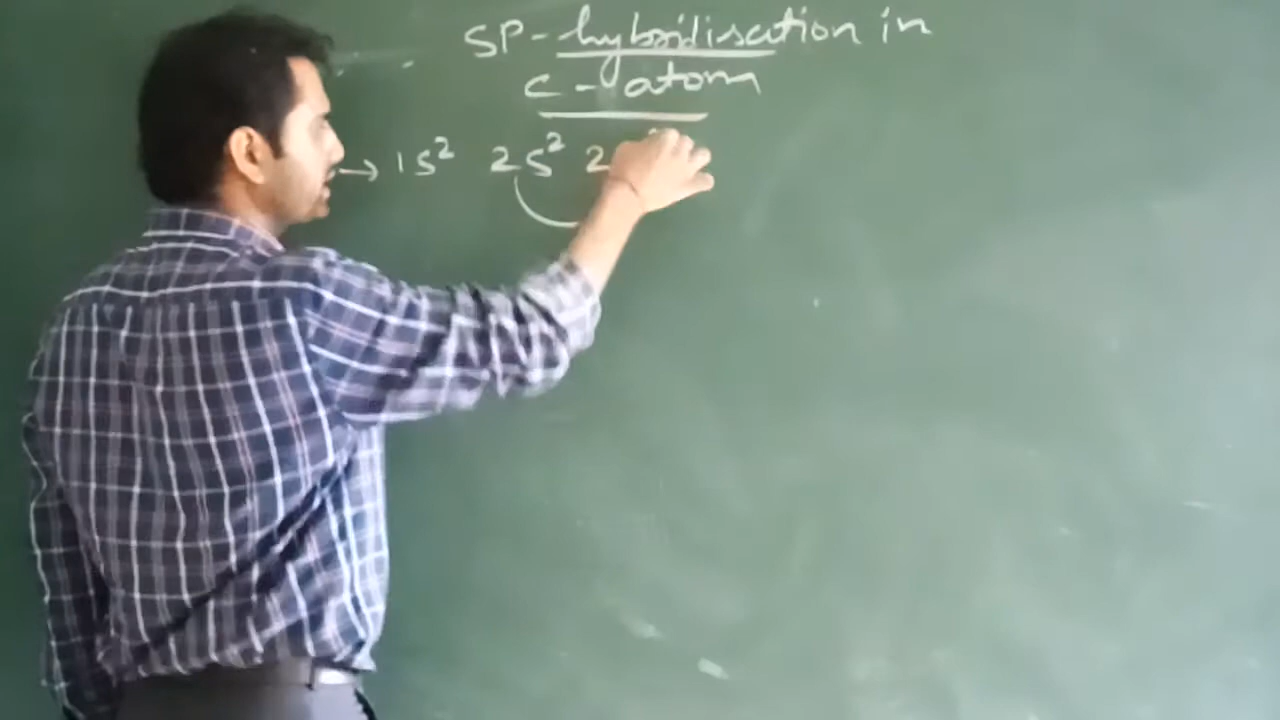 SP-hybridisation in
C-atom
→ 1S² 2S² 2